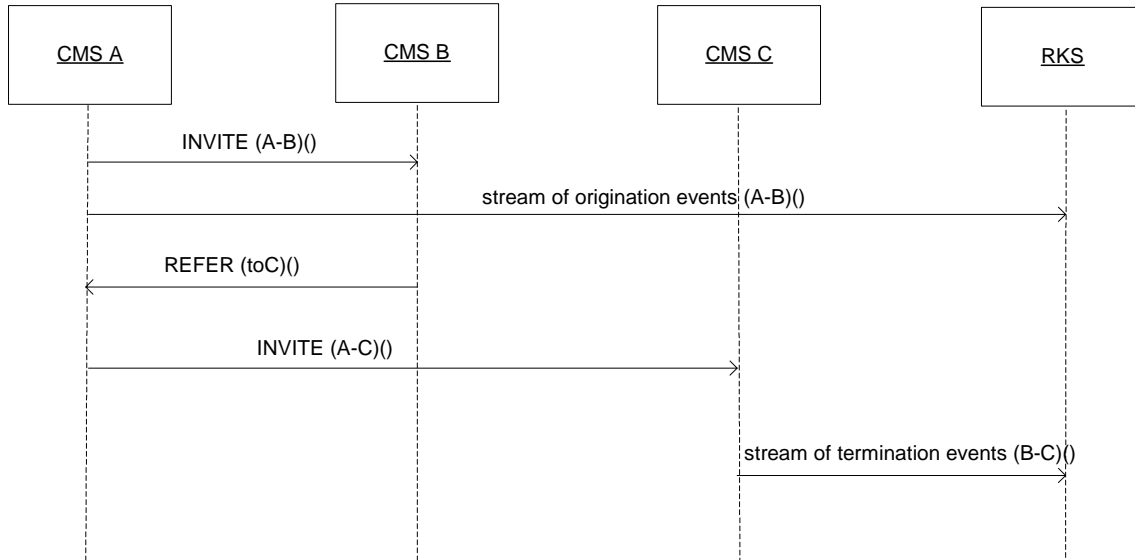 CMS A
CMS B
CMS C
RKS
INVITE (A-B)()
stream of origination events (A-B)()
REFER (toC)()
INVITE (A-C)()
stream of termination events (B-C)()